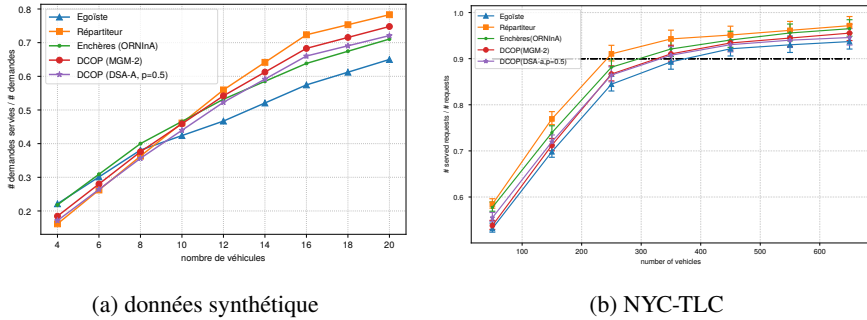 Egoïste
Répartiteur
Enchères (ORNInA)
DCOP (MGM-2)
DCOP (DSA-A, p=0.5)
# demandes servies / # demandes
0.8
0.7
0.6
0.5
0.4
0.3
0.2
4 6 8 10 12 14 16 18 20
nombre de véhicules
(a) données synthétique
Egoïste
Répartiteur
Enchères(ORNInA)
DCOP(MGM-2)
DCOP(DSA-a,p=0.5)
# served requests / # requests
1.0
0.9
0.8
0.7
0.6
100 200 300 400 500 600
number of vehicles
(b) NYC-TLC